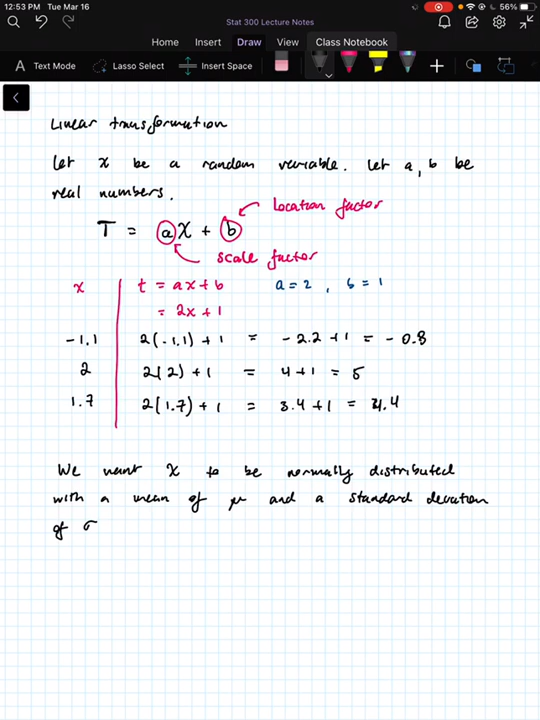 12:53 PM Tue Mar 16
56%
Stat 300 Lecture Notes
Home Insert Draw View Class Notebook
Text Mode Lasso Select Insert Space
Linear transformation
Let x be a random variable. Let a, b be
real numbers.
T = aX + b
location factor
scale factor
x t = ax + b a = 2 , b = 1
= 2x + 1
-1.1 2(-1.1) + 1 = -2.2 + 1 = -0.8
2 2(2) + 1 = 4 + 1 = 5
1.7 2(1.7) + 1 = 3.4 + 1 = 4.4
We want X to be normally distributed
with a mean of μ and a standard deviation
of σ